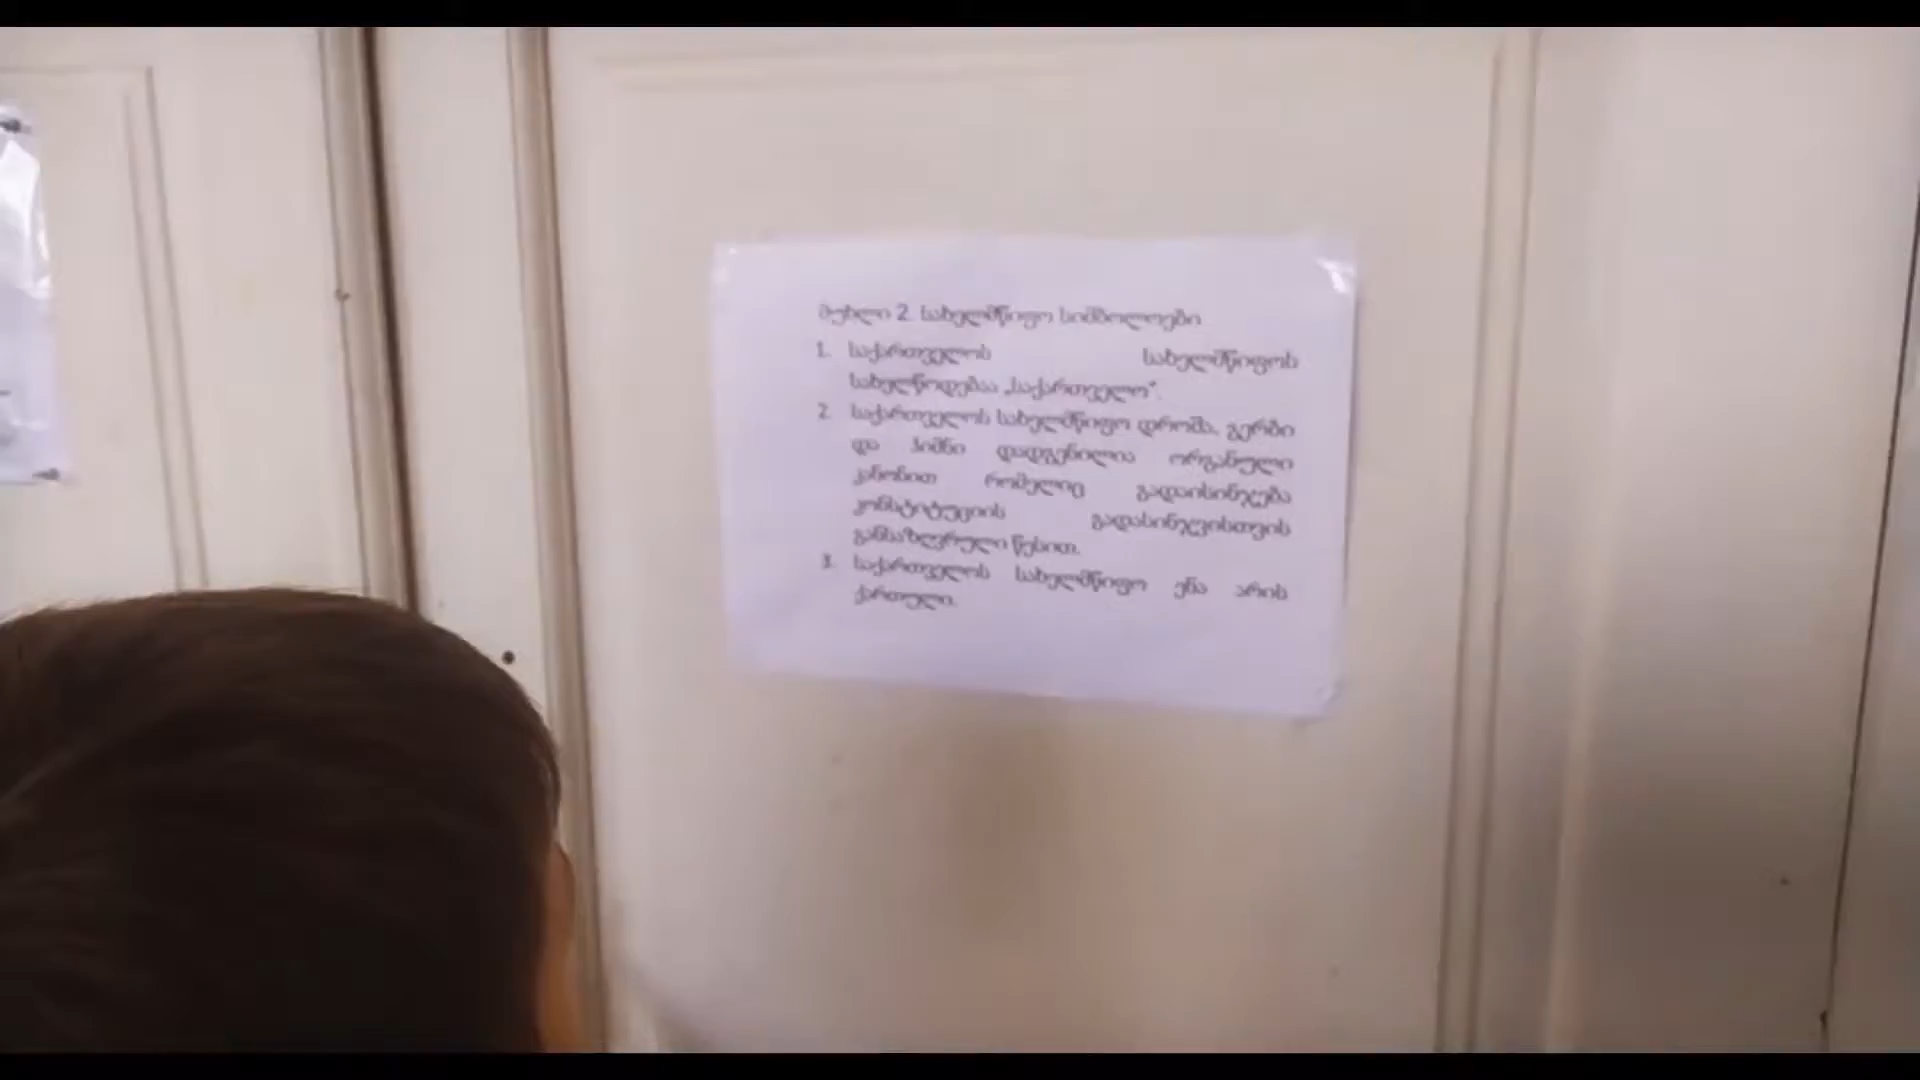 მუხლი 2. სახელმწიფო სიმბოლოები
1. საქართველოს სახელმწიფოს
სახელწოდებაა „საქართველო“.
2. საქართველოს სახელმწიფო დროშა, გერბი
და ჰიმნი დადგენილია ორგანული
კანონით რომელიც გადაისინჯება
კონსტიტუციის გადასინჯვისთვის
განსაზღვრული წესით.
3. საქართველოს სახელმწიფო ენა არის
ქართული.